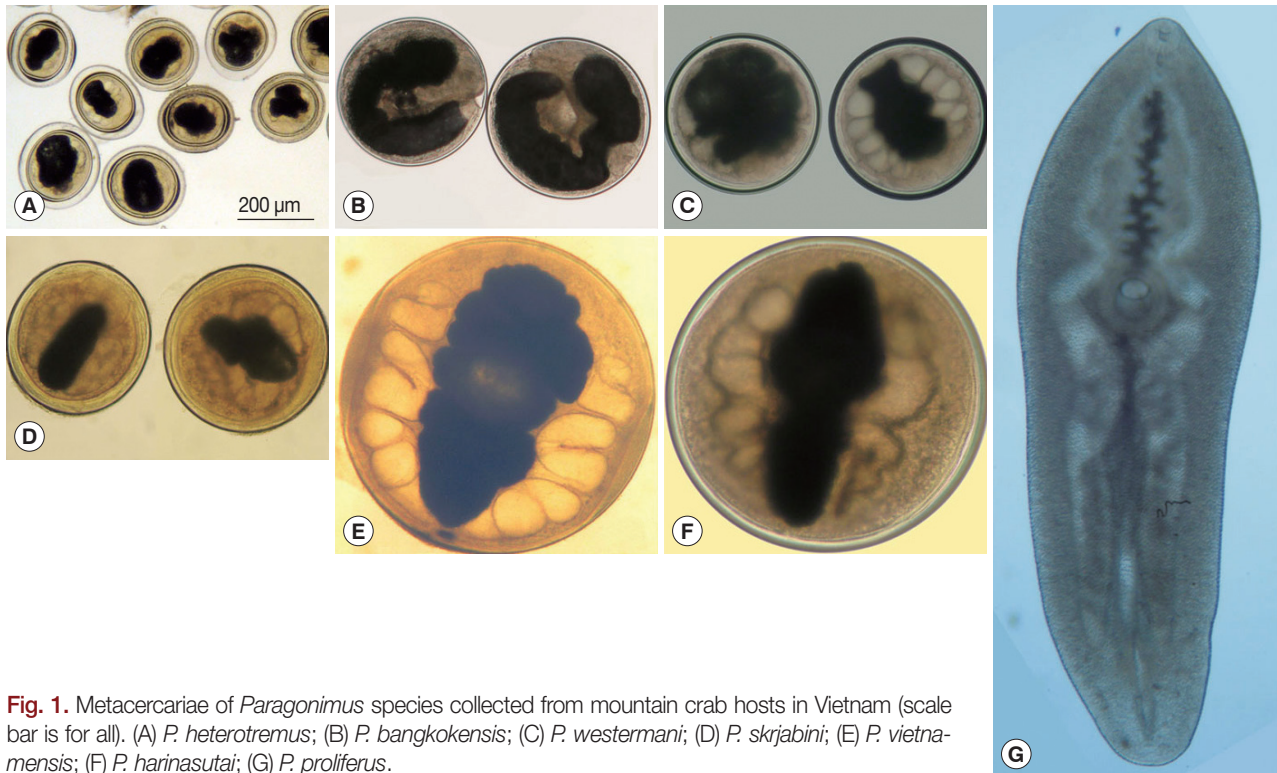 A
200 µm
B
C
D
E
F
G
Fig. 1. Metacercariae of Paragonimus species collected from mountain crab hosts in Vietnam (scale
bar is for all). (A) P. heterotremus; (B) P. bangkokensis; (C) P. westermani; (D) P. skrjabini; (E) P. vietna-
mensis; (F) P. harinasutai; (G) P. proliferus.